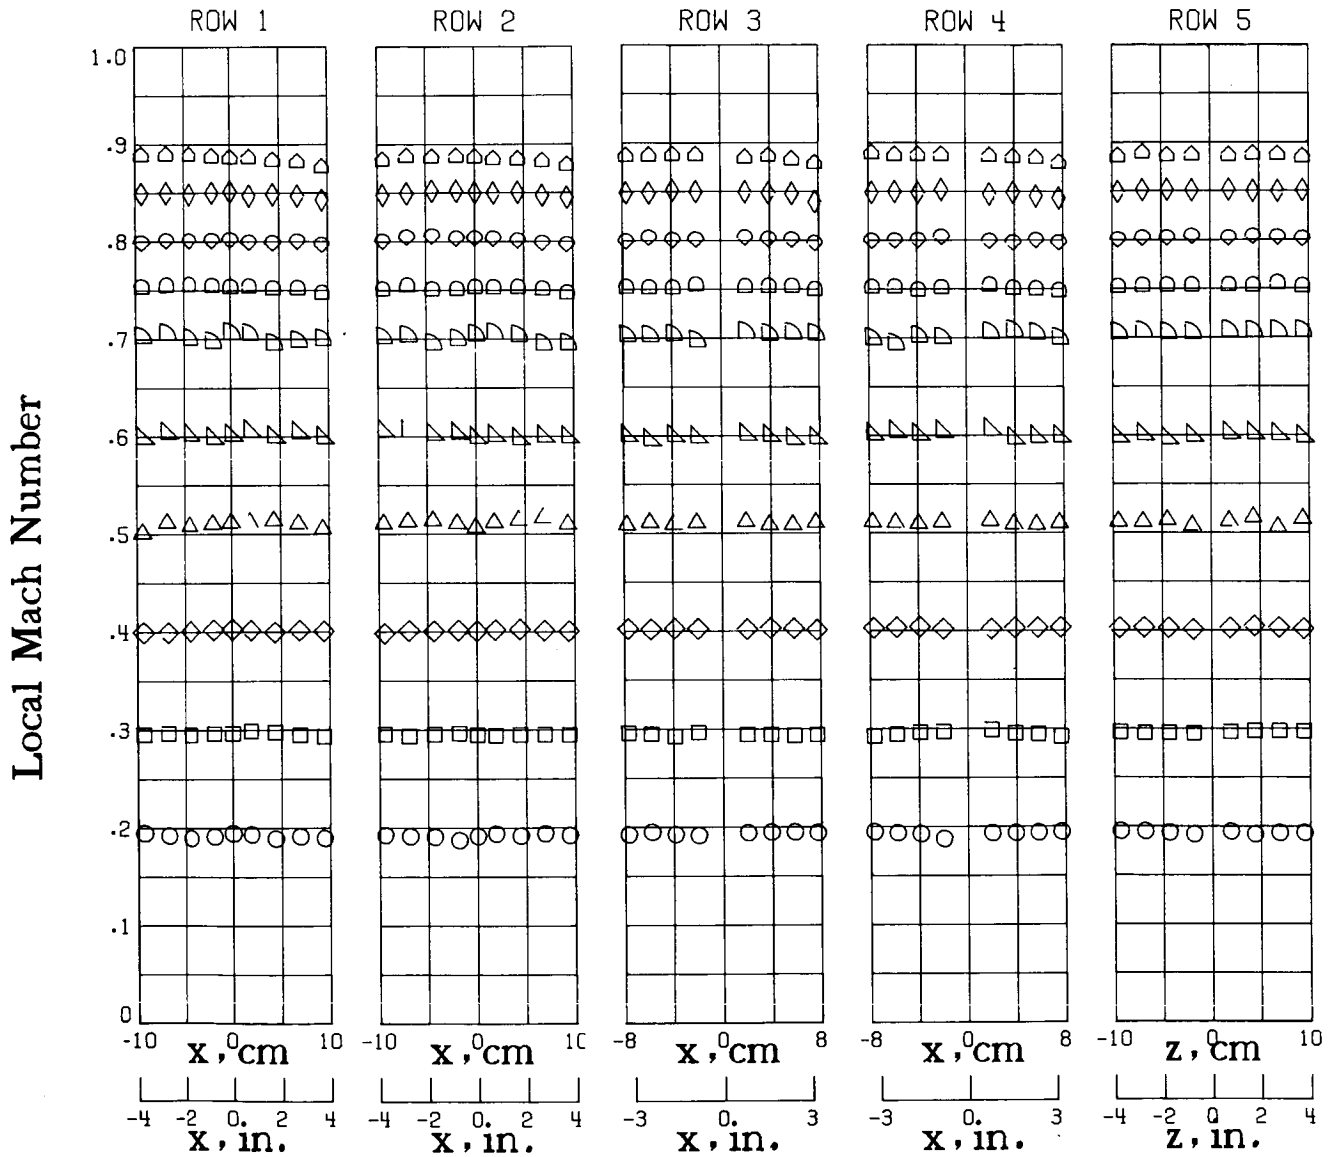 ROW 1 ROW 2 ROW 3 ROW 4 ROW 5
Local Mach Number
1.0
.9
.8
.7
.6
.5
.4
.3
.2
.1
0
-10 0 10 -10 0 10 -8 0 8 -8 0 8 -10 0 10
x, cm x, cm x, cm x, cm z, cm
-4 -2 0. 2 4 -4 -2 0. 2 4 -3 0. 3 -3 0. 3 -4 -2 0 2 4
x, in. x, in. x, in. x, in. z, in.